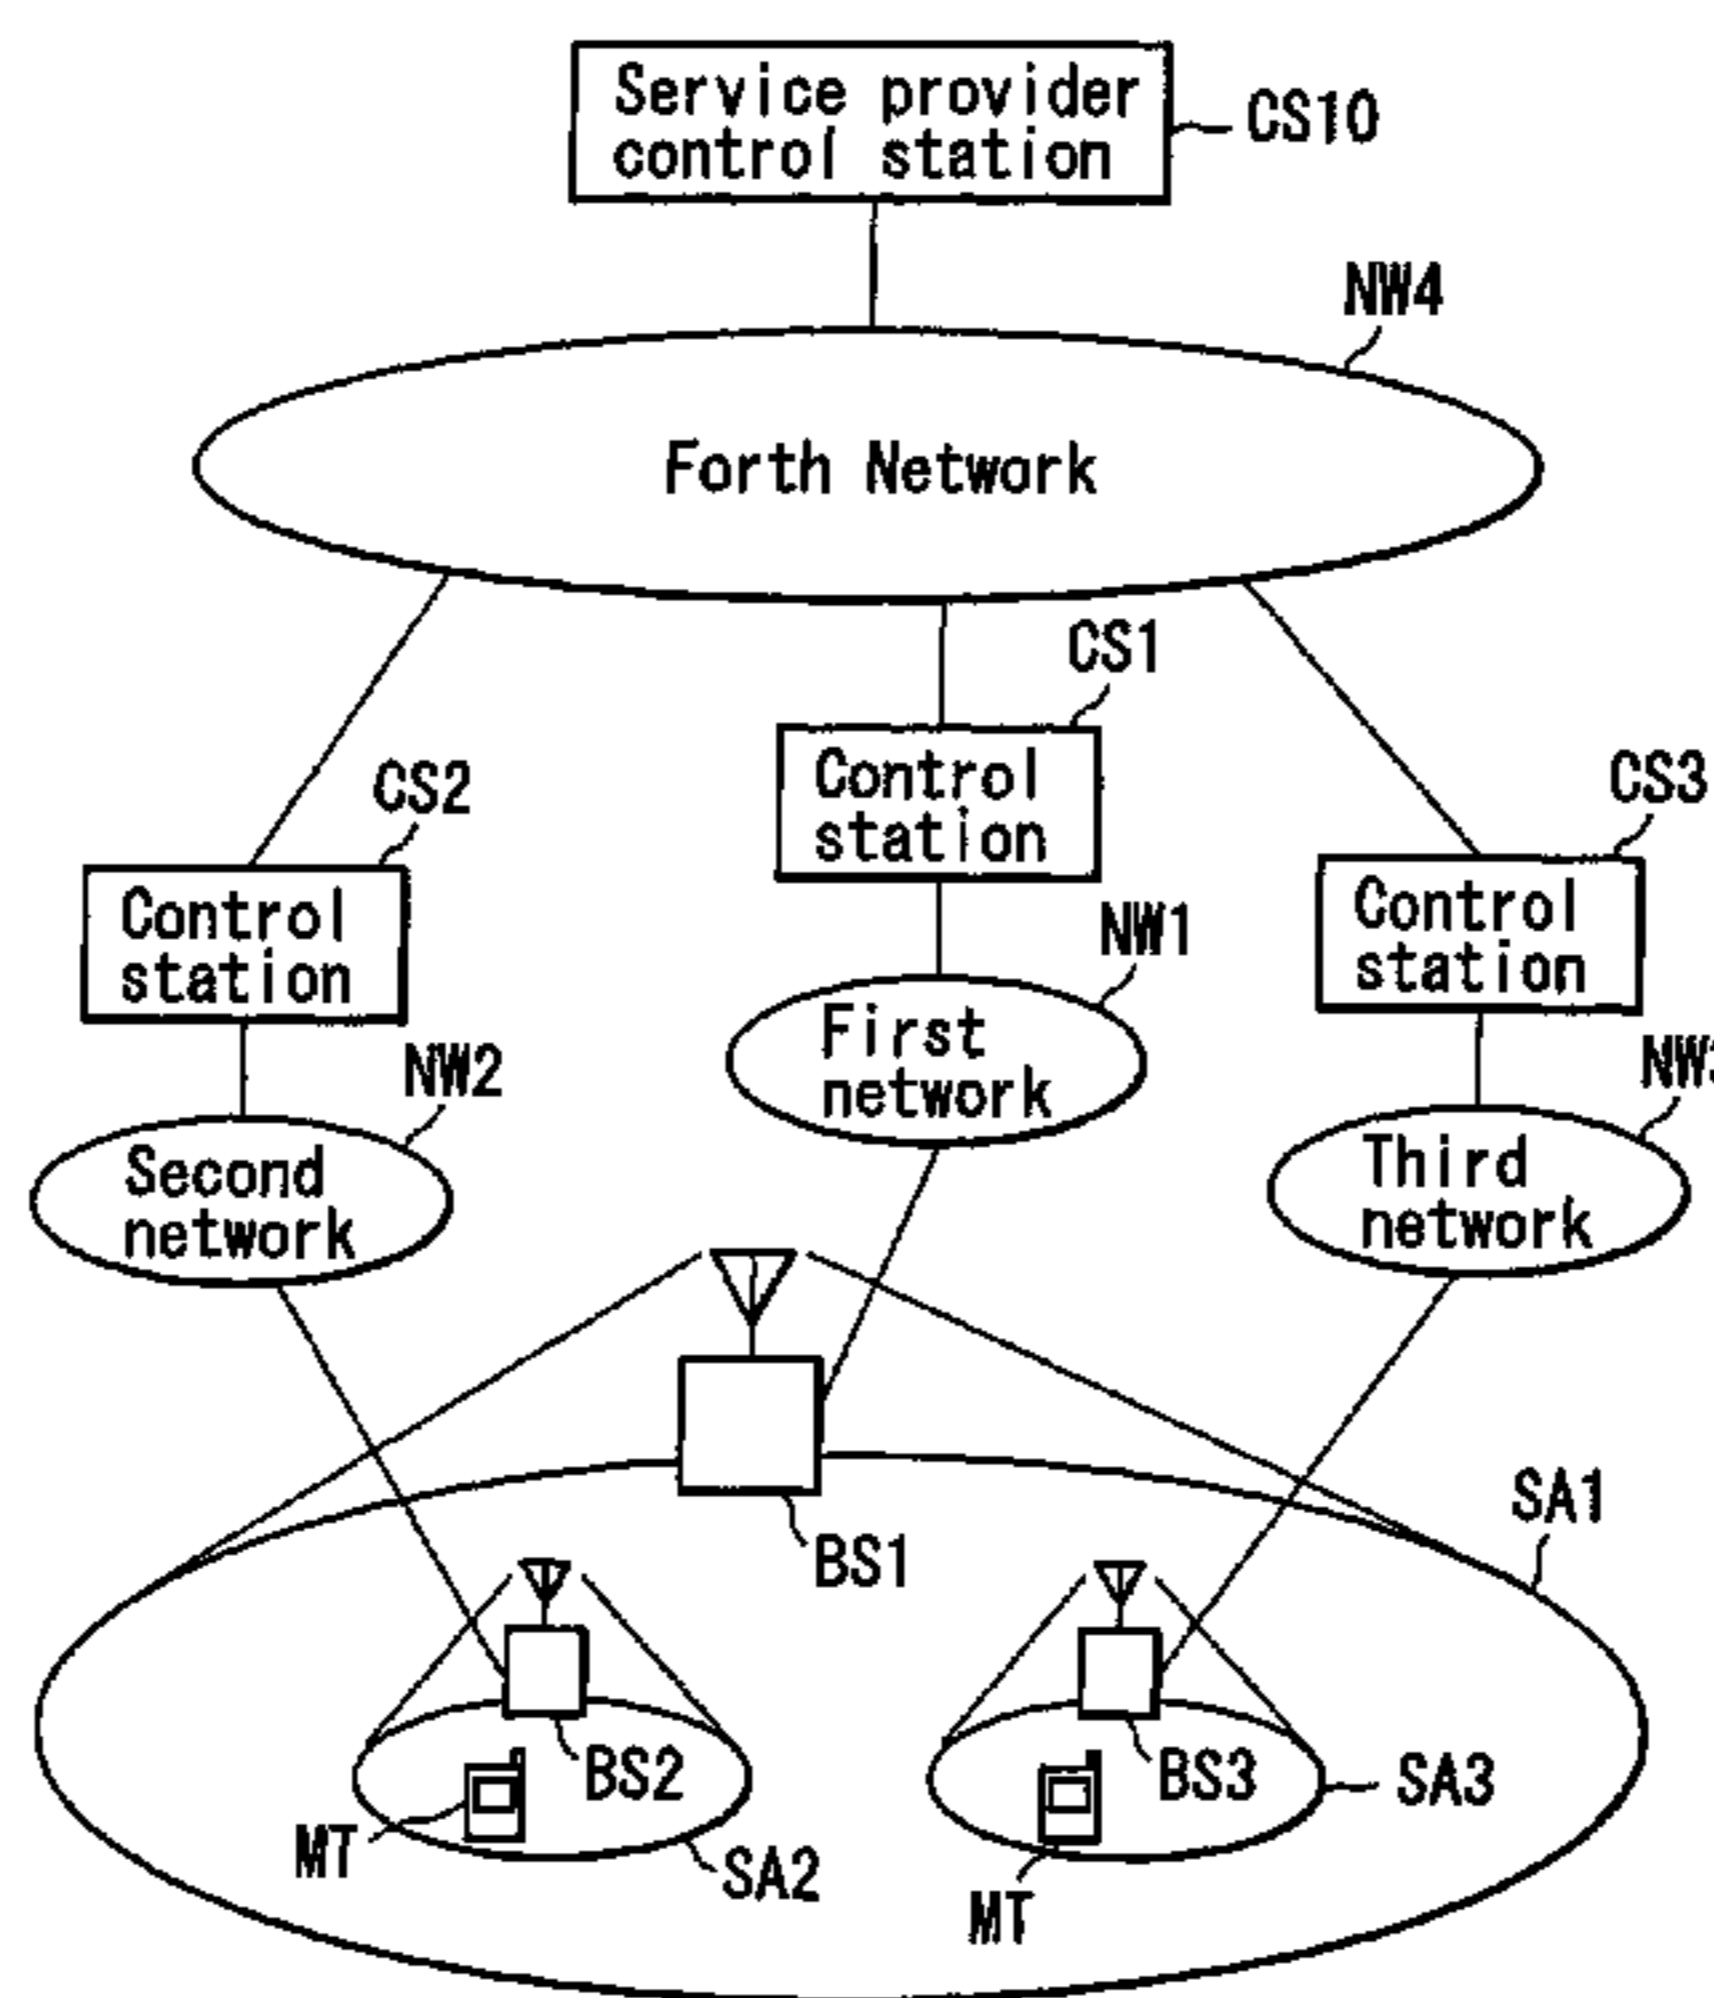 Service provider
control station
CS10
NW4
Forth Network
CS1
Control
station
CS2
Control
station
CS3
Control
station
NW1
First
network
NW2
Second
network
NW3
Third
network
SA1
BS1
BS2
BS3
SA3
MT
SA2
MT